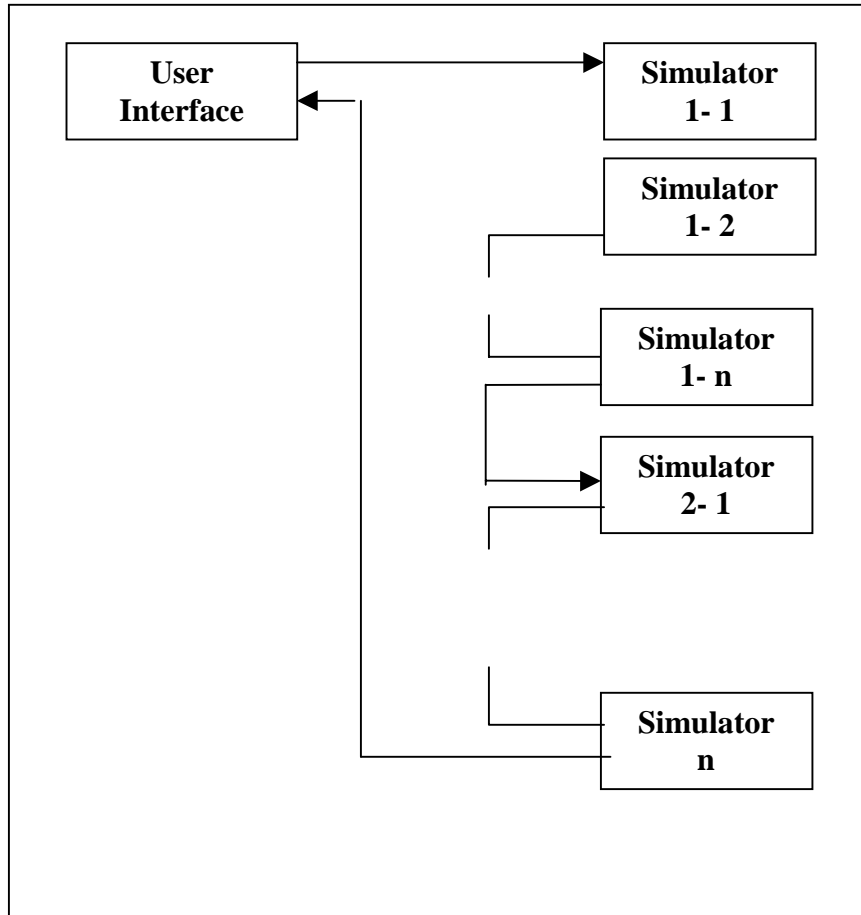 User
Interface
Simulator
1- 1
Simulator
1- 2
Simulator
1- n
Simulator
2- 1
Simulator
n